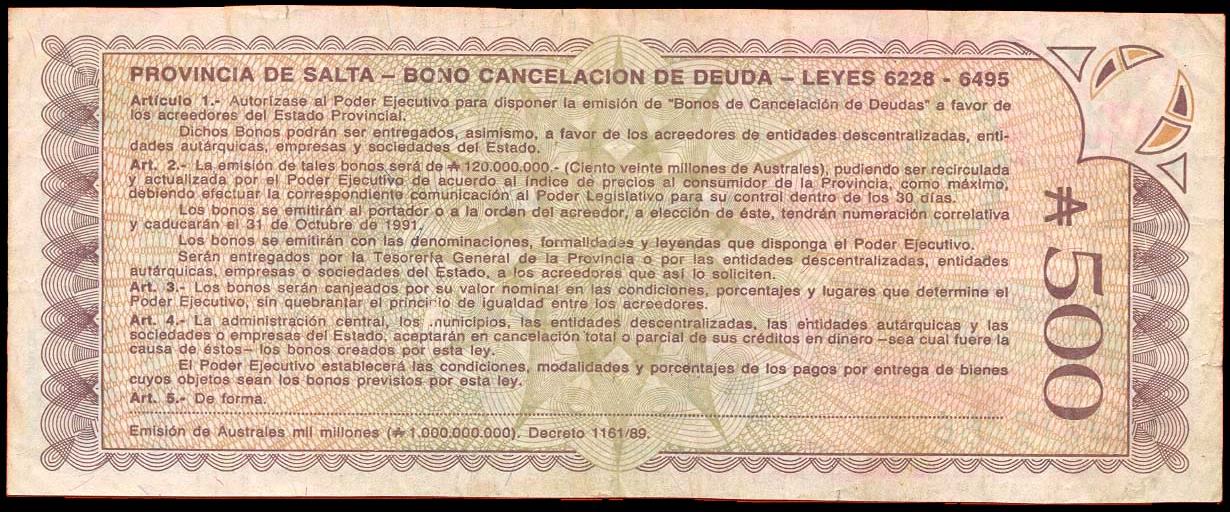 PROVINCIA DE SALTA – BONO CANCELACION DE DEUDA – LEYES 6228 - 6495
Artículo 1.- Autorízase al Poder Ejecutivo para disponer la emisión de "Bonos de Cancelación de Deudas" a favor de
los acreedores del Estado Provincial.
Dichos Bonos podrán ser entregados, asimismo, a favor de los acreedores de entidades descentralizadas, enti-
dades autárquicas, empresas y sociedades del Estado.
Art. 2.- La emisión de tales bonos será de ₳ 120.000.000.- (Ciento veinte millones de Australes), pudiendo ser recirculada
y actualizada por el Poder Ejecutivo de acuerdo al índice de precios al consumidor de la Provincia, como máximo,
debiendo efectuar la correspondiente comunicación al Poder Legislativo para su control dentro de los 30 días.
Los bonos se emitirán al portador o a la orden del acreedor, a elección de éste, tendrán numeración correlativa
y caducarán el 31 de Octubre de 1991.
Los bonos se emitirán con las denominaciones, formalidades y leyendas que disponga el Poder Ejecutivo.
Serán entregados por la Tesorería General de la Provincia o por las entidades descentralizadas, entidades
autárquicas, empresas o sociedades del Estado, a los acreedores que así lo soliciten.
Art. 3.- Los bonos serán canjeados por su valor nominal en las condiciones, porcentajes y lugares que determine el
Poder Ejecutivo, sin quebrantar el principio de igualdad entre los acreedores.
Art. 4.- La administración central, los municipios, las entidades descentralizadas, las entidades autárquicas y las
sociedades o empresas del Estado, aceptarán en cancelación total o parcial de sus créditos en dinero –sea cual fuere la
causa de éstos– los bonos creados por esta ley.
El Poder Ejecutivo establecerá las condiciones, modalidades y porcentajes de los pagos por entrega de bienes
cuyos objetos sean los bonos previstos por esta ley.
Art. 5.- De forma.
Emisión de Australes mil millones (₳ 1.000.000.000). Decreto 1161/89.
₳ 500